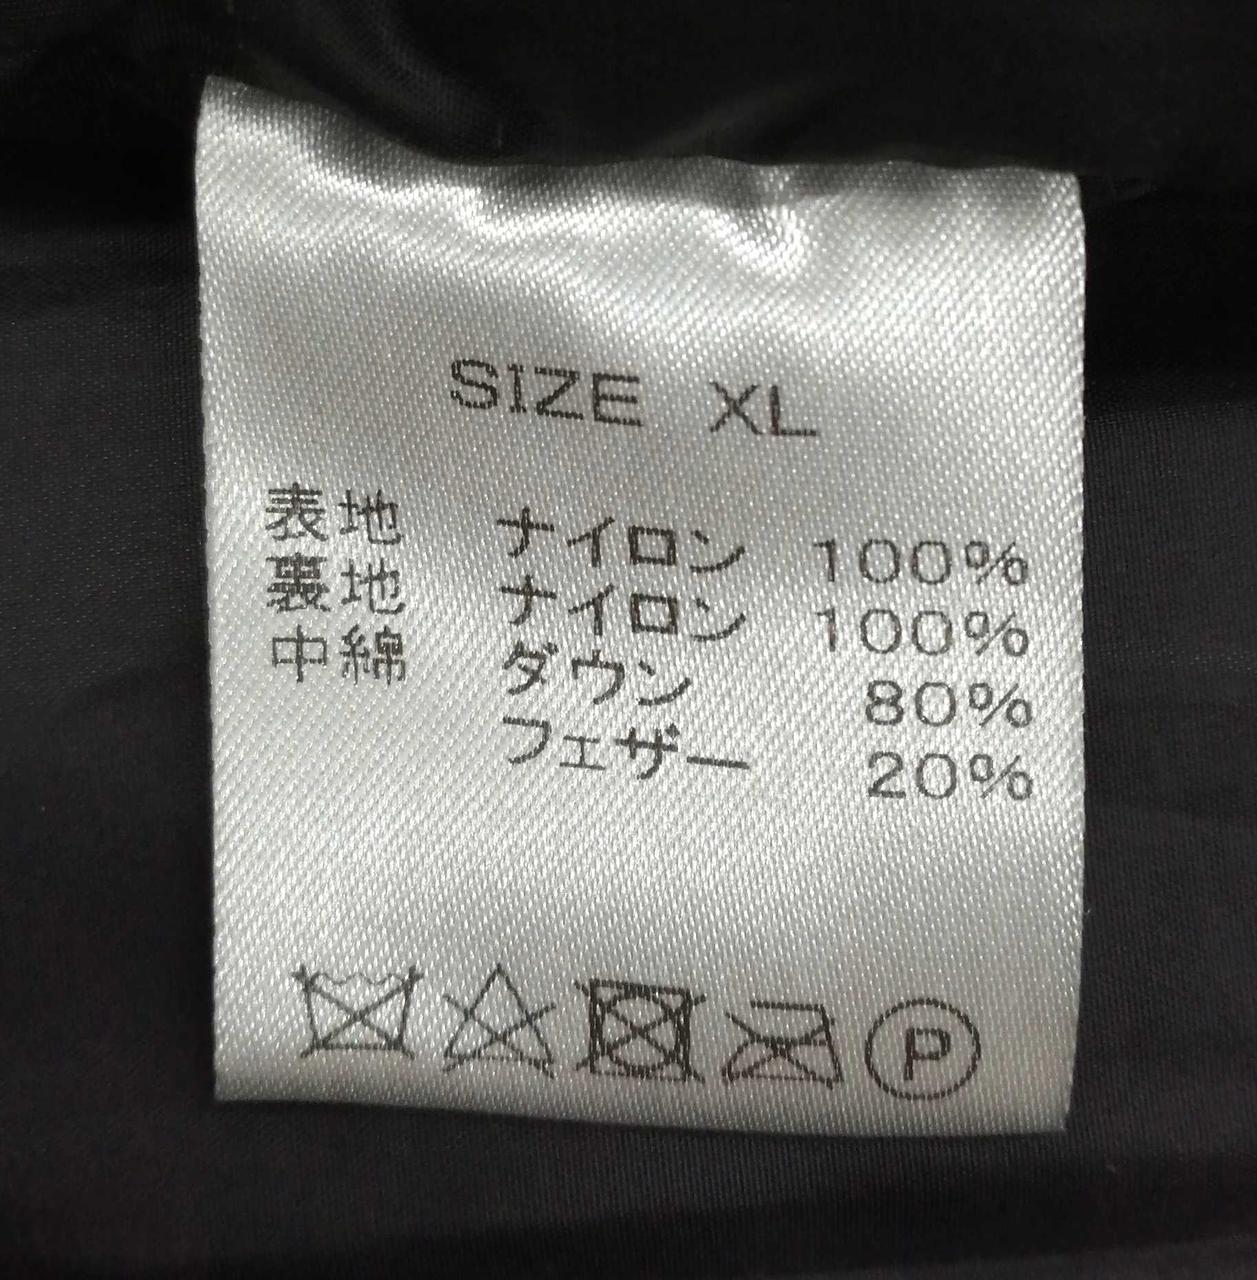 SIZE XL
表地 ナイロン 100%
裏地 ナイロン 100%
中綿 ダウン 80%
フェザー 20%
P